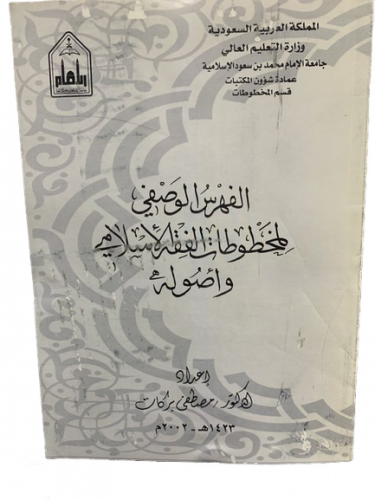 المملكة العربية السعودية
وزارة التعليم العالي
جامعة الإمام محمد بن سعود الإسلامية
عمادة شؤون المكتبات
قسم المخطوطات
الفهرس الوصفي
لمخطوطات الفقه الإسلامي
وأصوله
إعداد
الدكتور / مصطفى بركات
١٤٢٣هـ - ٢٠٠٢م